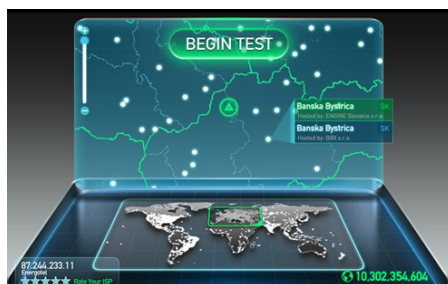 BEGIN TEST
Banska Bystrica SK
Hosted by: ENGINE Slovakia s.r.o.
Banska Bystrica SK
Hosted by: BBX s.r.o.
87.244.233.11
Energotel
Rate Your ISP
10,302,354,604